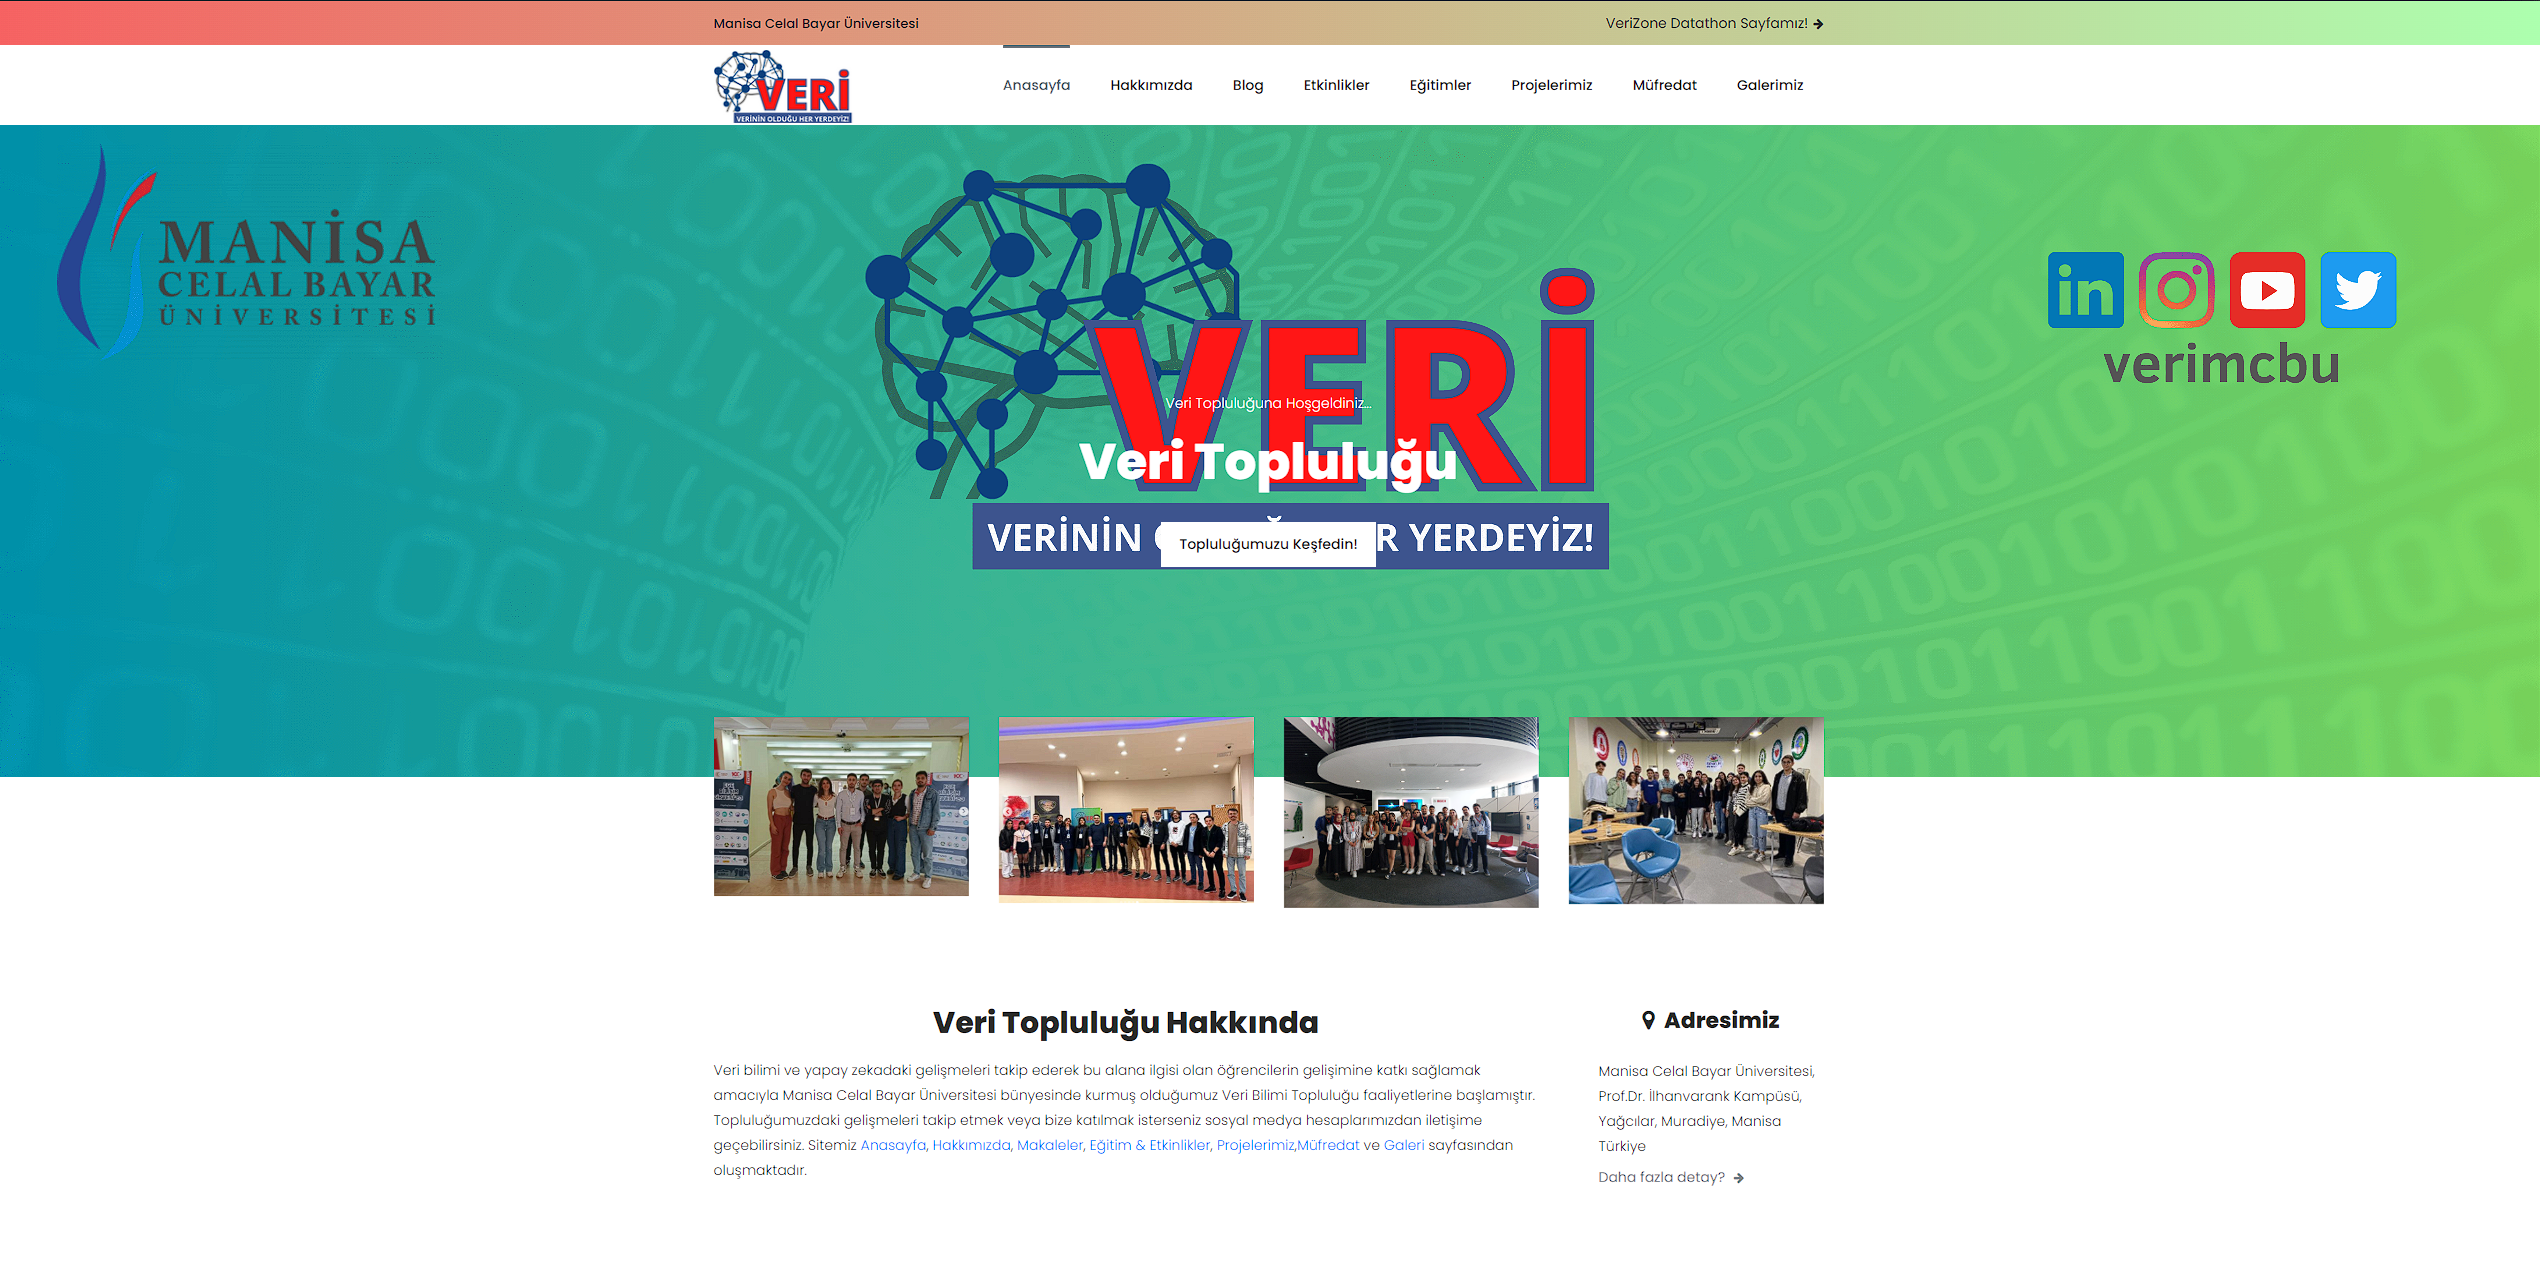 Manisa Celal Bayar Üniversitesi
VeriZone Datathon Sayfamız!
VERİ
VERİNİN OLDUĞU HER YERDEYİZ!
Anasayfa Hakkımızda Blog Etkinlikler Eğitimler Projelerimiz Müfredat Galerimiz
MANİSA
CELAL BAYAR
ÜNİVERSİTESİ
VERİ
in
verimcbu
Veri Topluluğuna Hoşgeldiniz...
Veri Topluluğu
VERİNİN
R YERDEYİZ!
Topluluğumuzu Keşfedin!
Veri Topluluğu Hakkında
Veri bilimi ve yapay zekadaki gelişmeleri takip ederek bu alana ilgisi olan öğrencilerin gelişimine katkı sağlamak
amacıyla Manisa Celal Bayar Üniversitesi bünyesinde kurmuş olduğumuz Veri Bilimi Topluluğu faaliyetlerine başlamıştır.
Topluluğumuzdaki gelişmeleri takip etmek veya bize katılmak isterseniz sosyal medya hesaplarımızdan iletişime
geçebilirsiniz. Sitemiz Anasayfa, Hakkımızda, Makaleler, Eğitim & Etkinlikler, Projelerimiz,Müfredat ve Galeri sayfasından
oluşmaktadır.
Adresimiz
Manisa Celal Bayar Üniversitesi,
Prof.Dr. İlhanvarank Kampüsü,
Yağcılar, Muradiye, Manisa
Türkiye
Daha fazla detay?